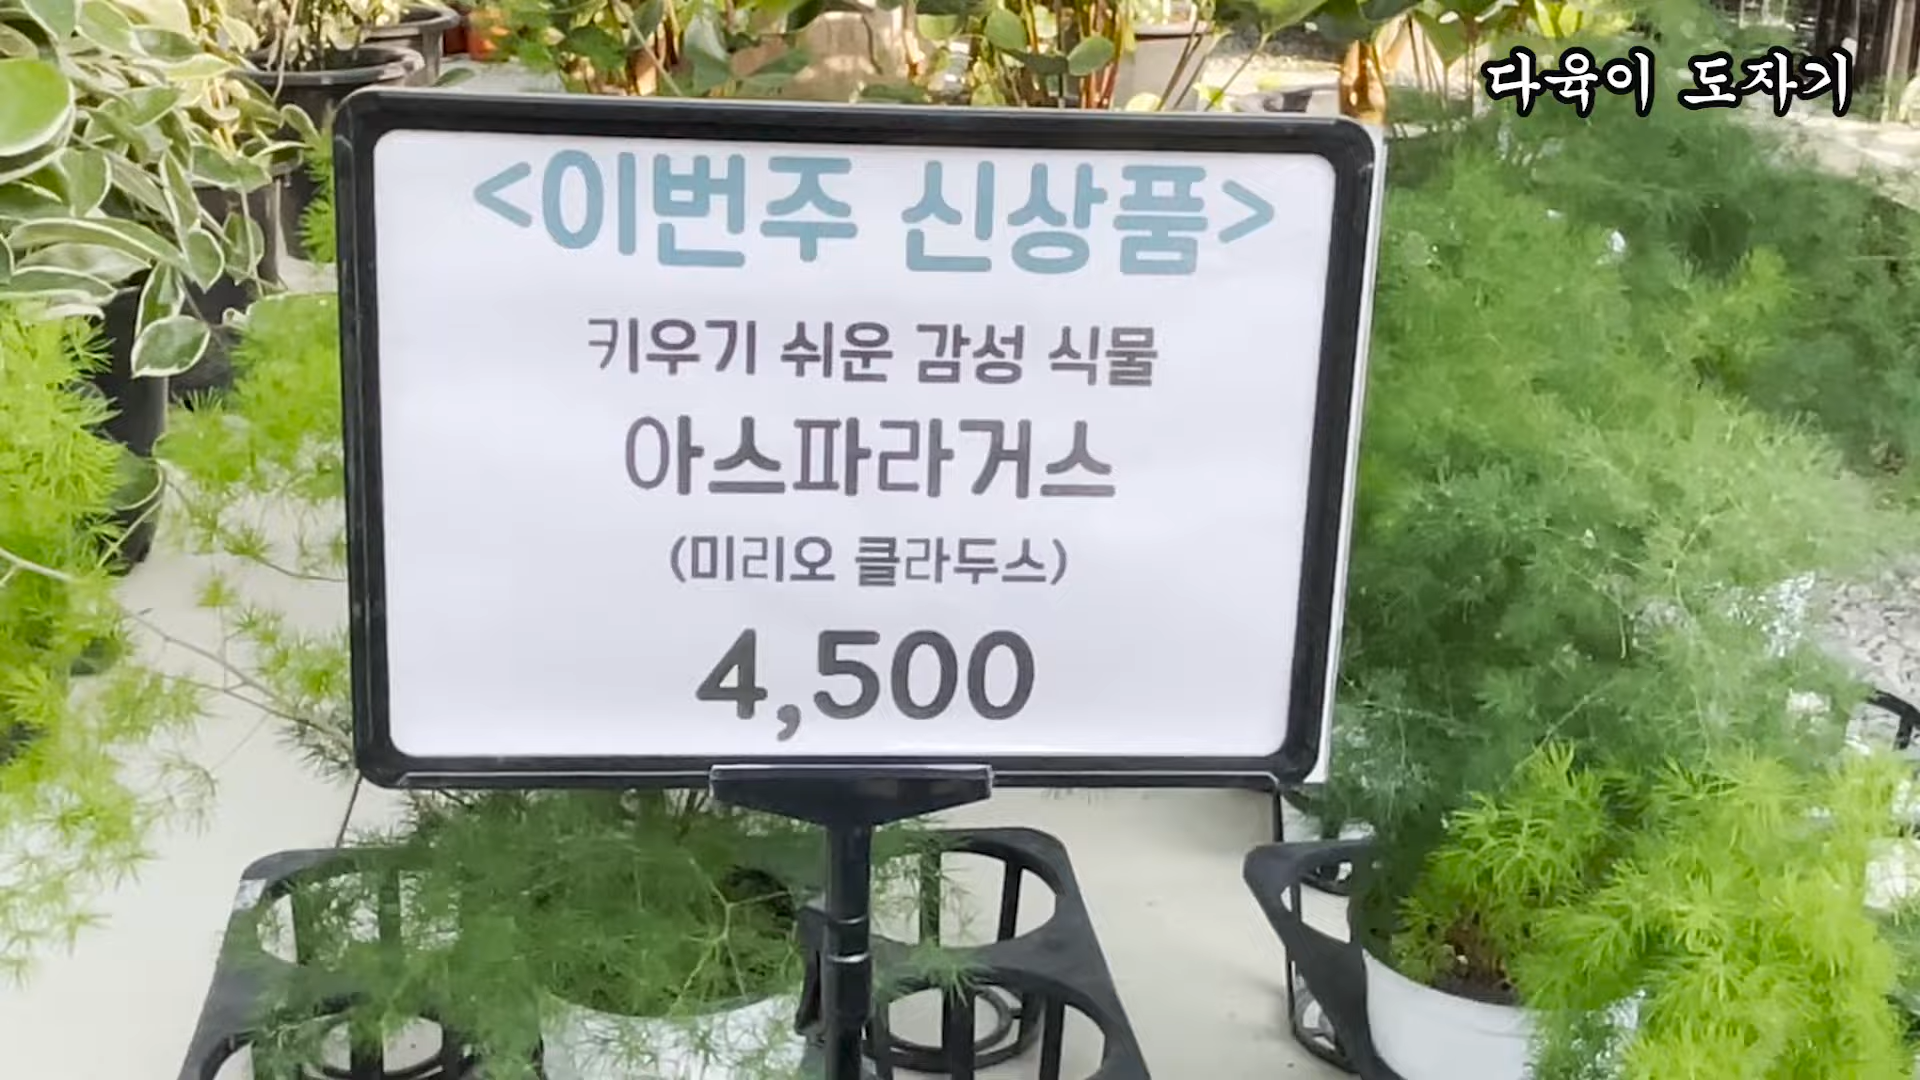 다육이 도자기
<이번주 신상품>
키우기 쉬운 감성 식물
아스파라거스
(미리오 클라두스)
4,500